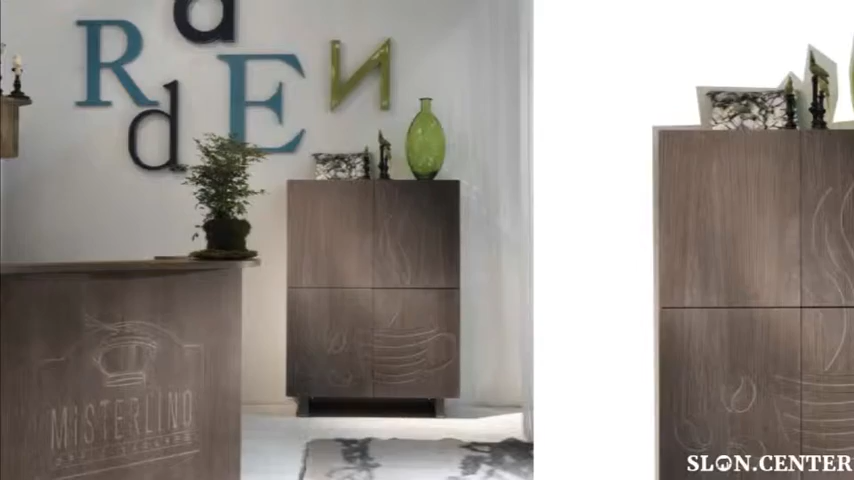 a
R E N
d
MISTERLINO
SLON.CENTER